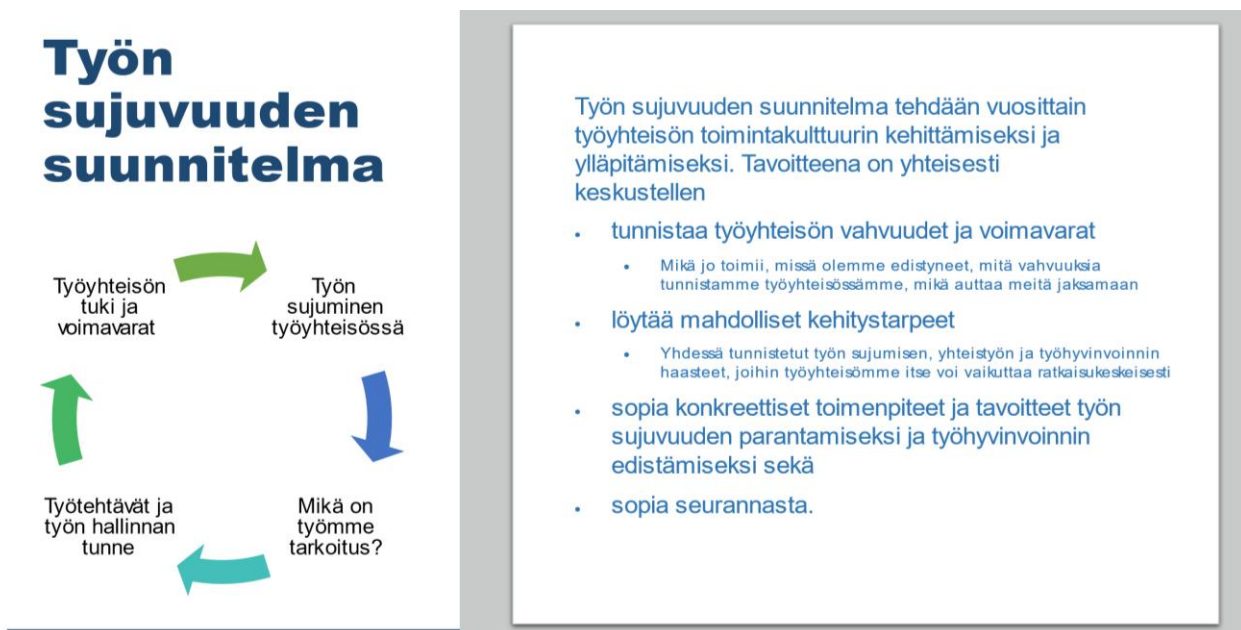 Työn
sujuvuuden
suunnitelma
Työyhteisön
tuki ja
voimavarat
Työn
sujuminen
työyhteisössä
Mikä on
työmme
tarkoitus?
Työtehtävät ja
työn hallinnan
tunne
Työn sujuvuuden suunnitelma tehdään vuosittain
työyhteisön toimintakulttuurin kehittämiseksi ja
ylläpitämiseksi. Tavoitteena on yhteisesti
keskustellen
• tunnistaa työyhteisön vahvuudet ja voimavarat
• Mikä jo toimii, missä olemme edistyneet, mitä vahvuuksia
tunnistamme työyhteisössämme, mikä auttaa meitä jaksamaan
• löytää mahdolliset kehitystarpeet
• Yhdessä tunnistetut työn sujumisen, yhteistyön ja työhyvinvoinnin
haasteet, joihin työyhteisömme itse voi vaikuttaa ratkaisukeskeisesti
• sopia konkreettiset toimenpiteet ja tavoitteet työn
sujuvuuden parantamiseksi ja työhyvinvoinnin
edistämiseksi sekä
• sopia seurannasta.